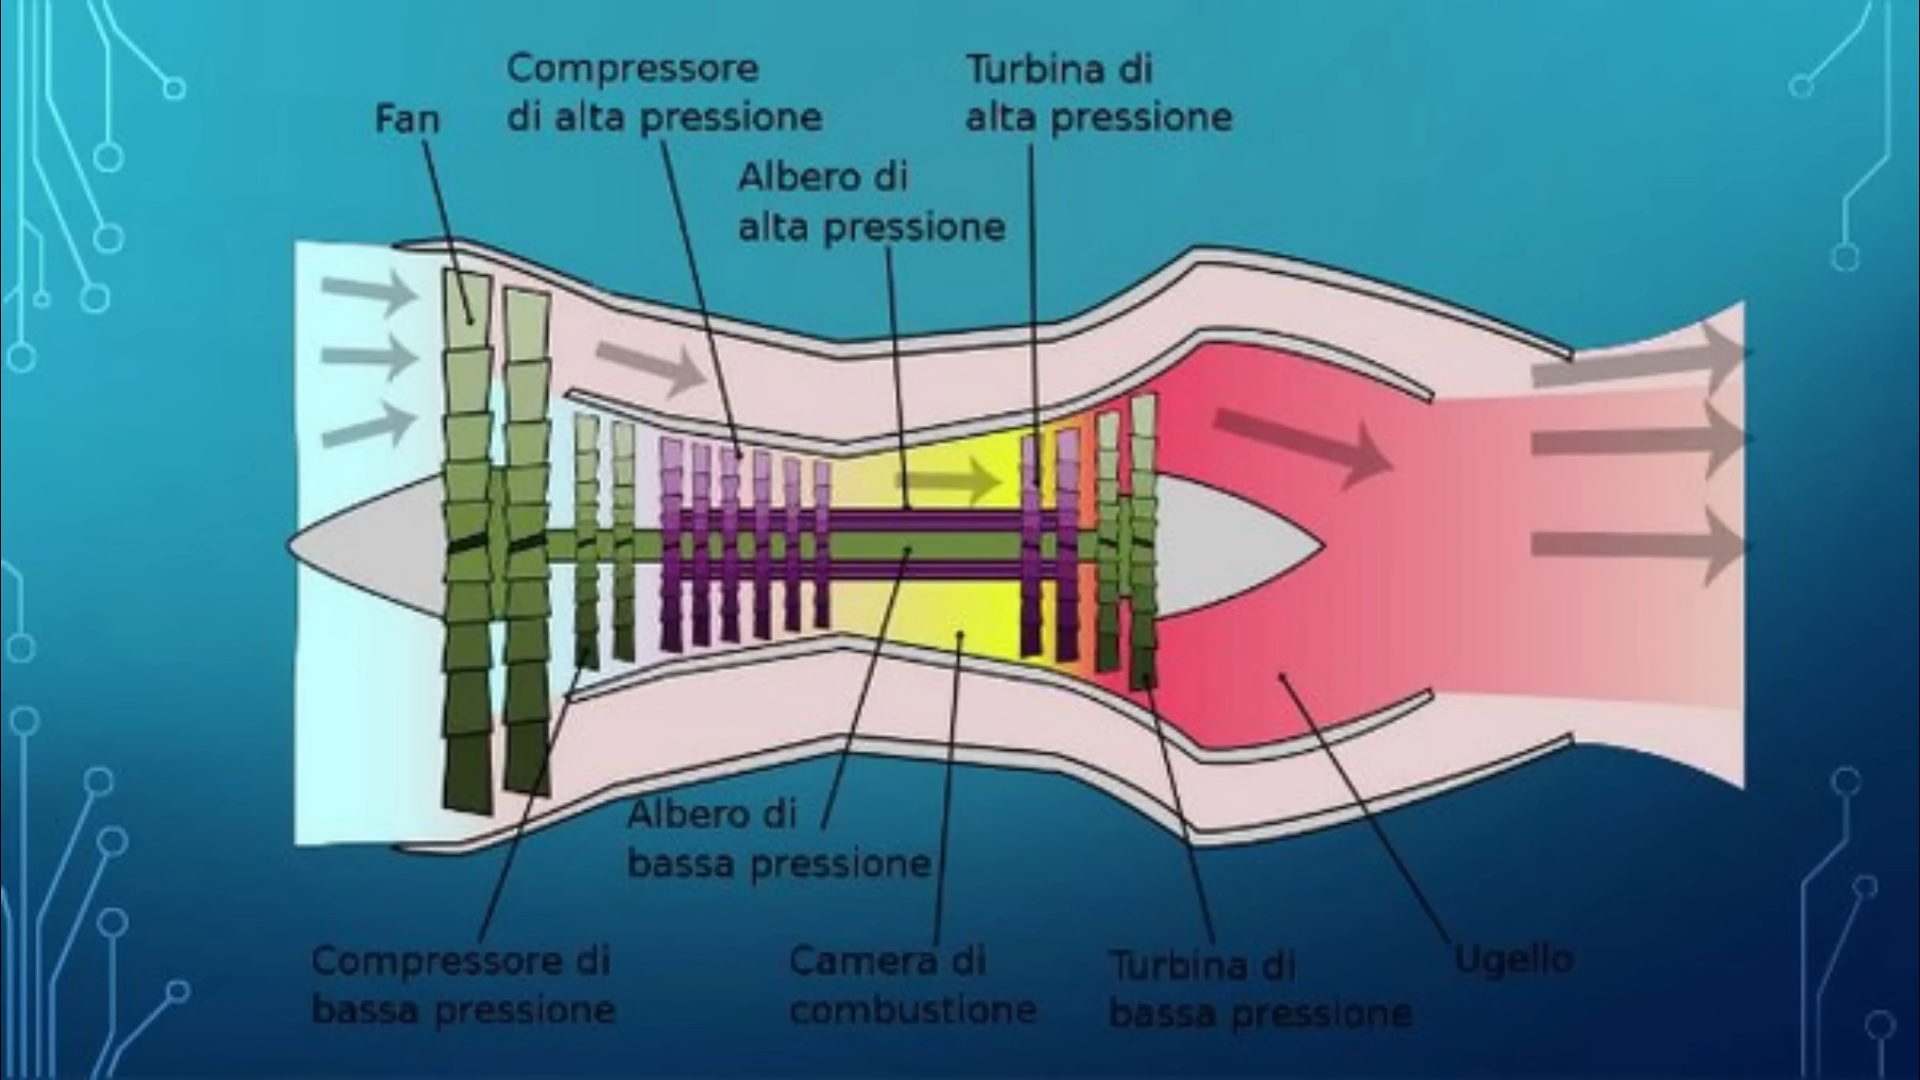 Fan
Compressore
di alta pressione
Turbina di
alta pressione
Albero di
alta pressione
Albero di
bassa pressione
Compressore di
bassa pressione
Camera di
combustione
Turbina di
bassa pressione
Ugello